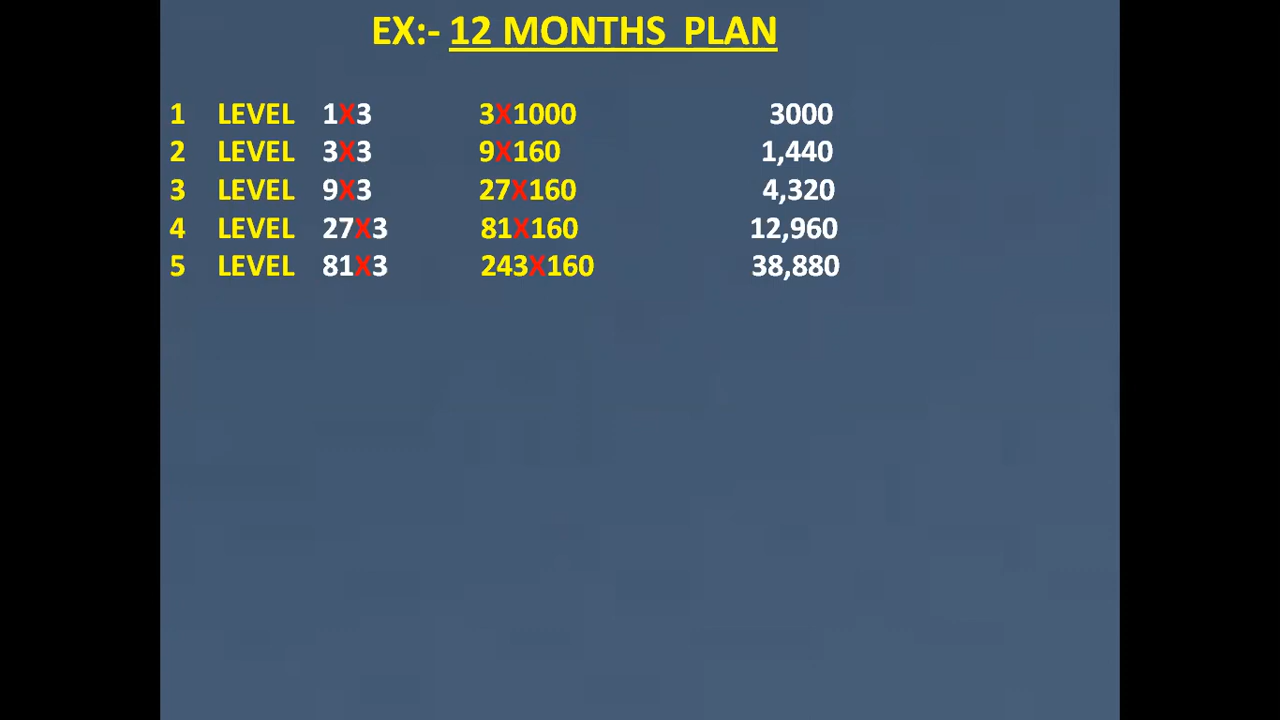 EX:- 12 MONTHS PLAN
1 LEVEL 1X3 3X1000 3000
2 LEVEL 3X3 9X160 1,440
3 LEVEL 9X3 27X160 4,320
4 LEVEL 27X3 81X160 12,960
5 LEVEL 81X3 243X160 38,880